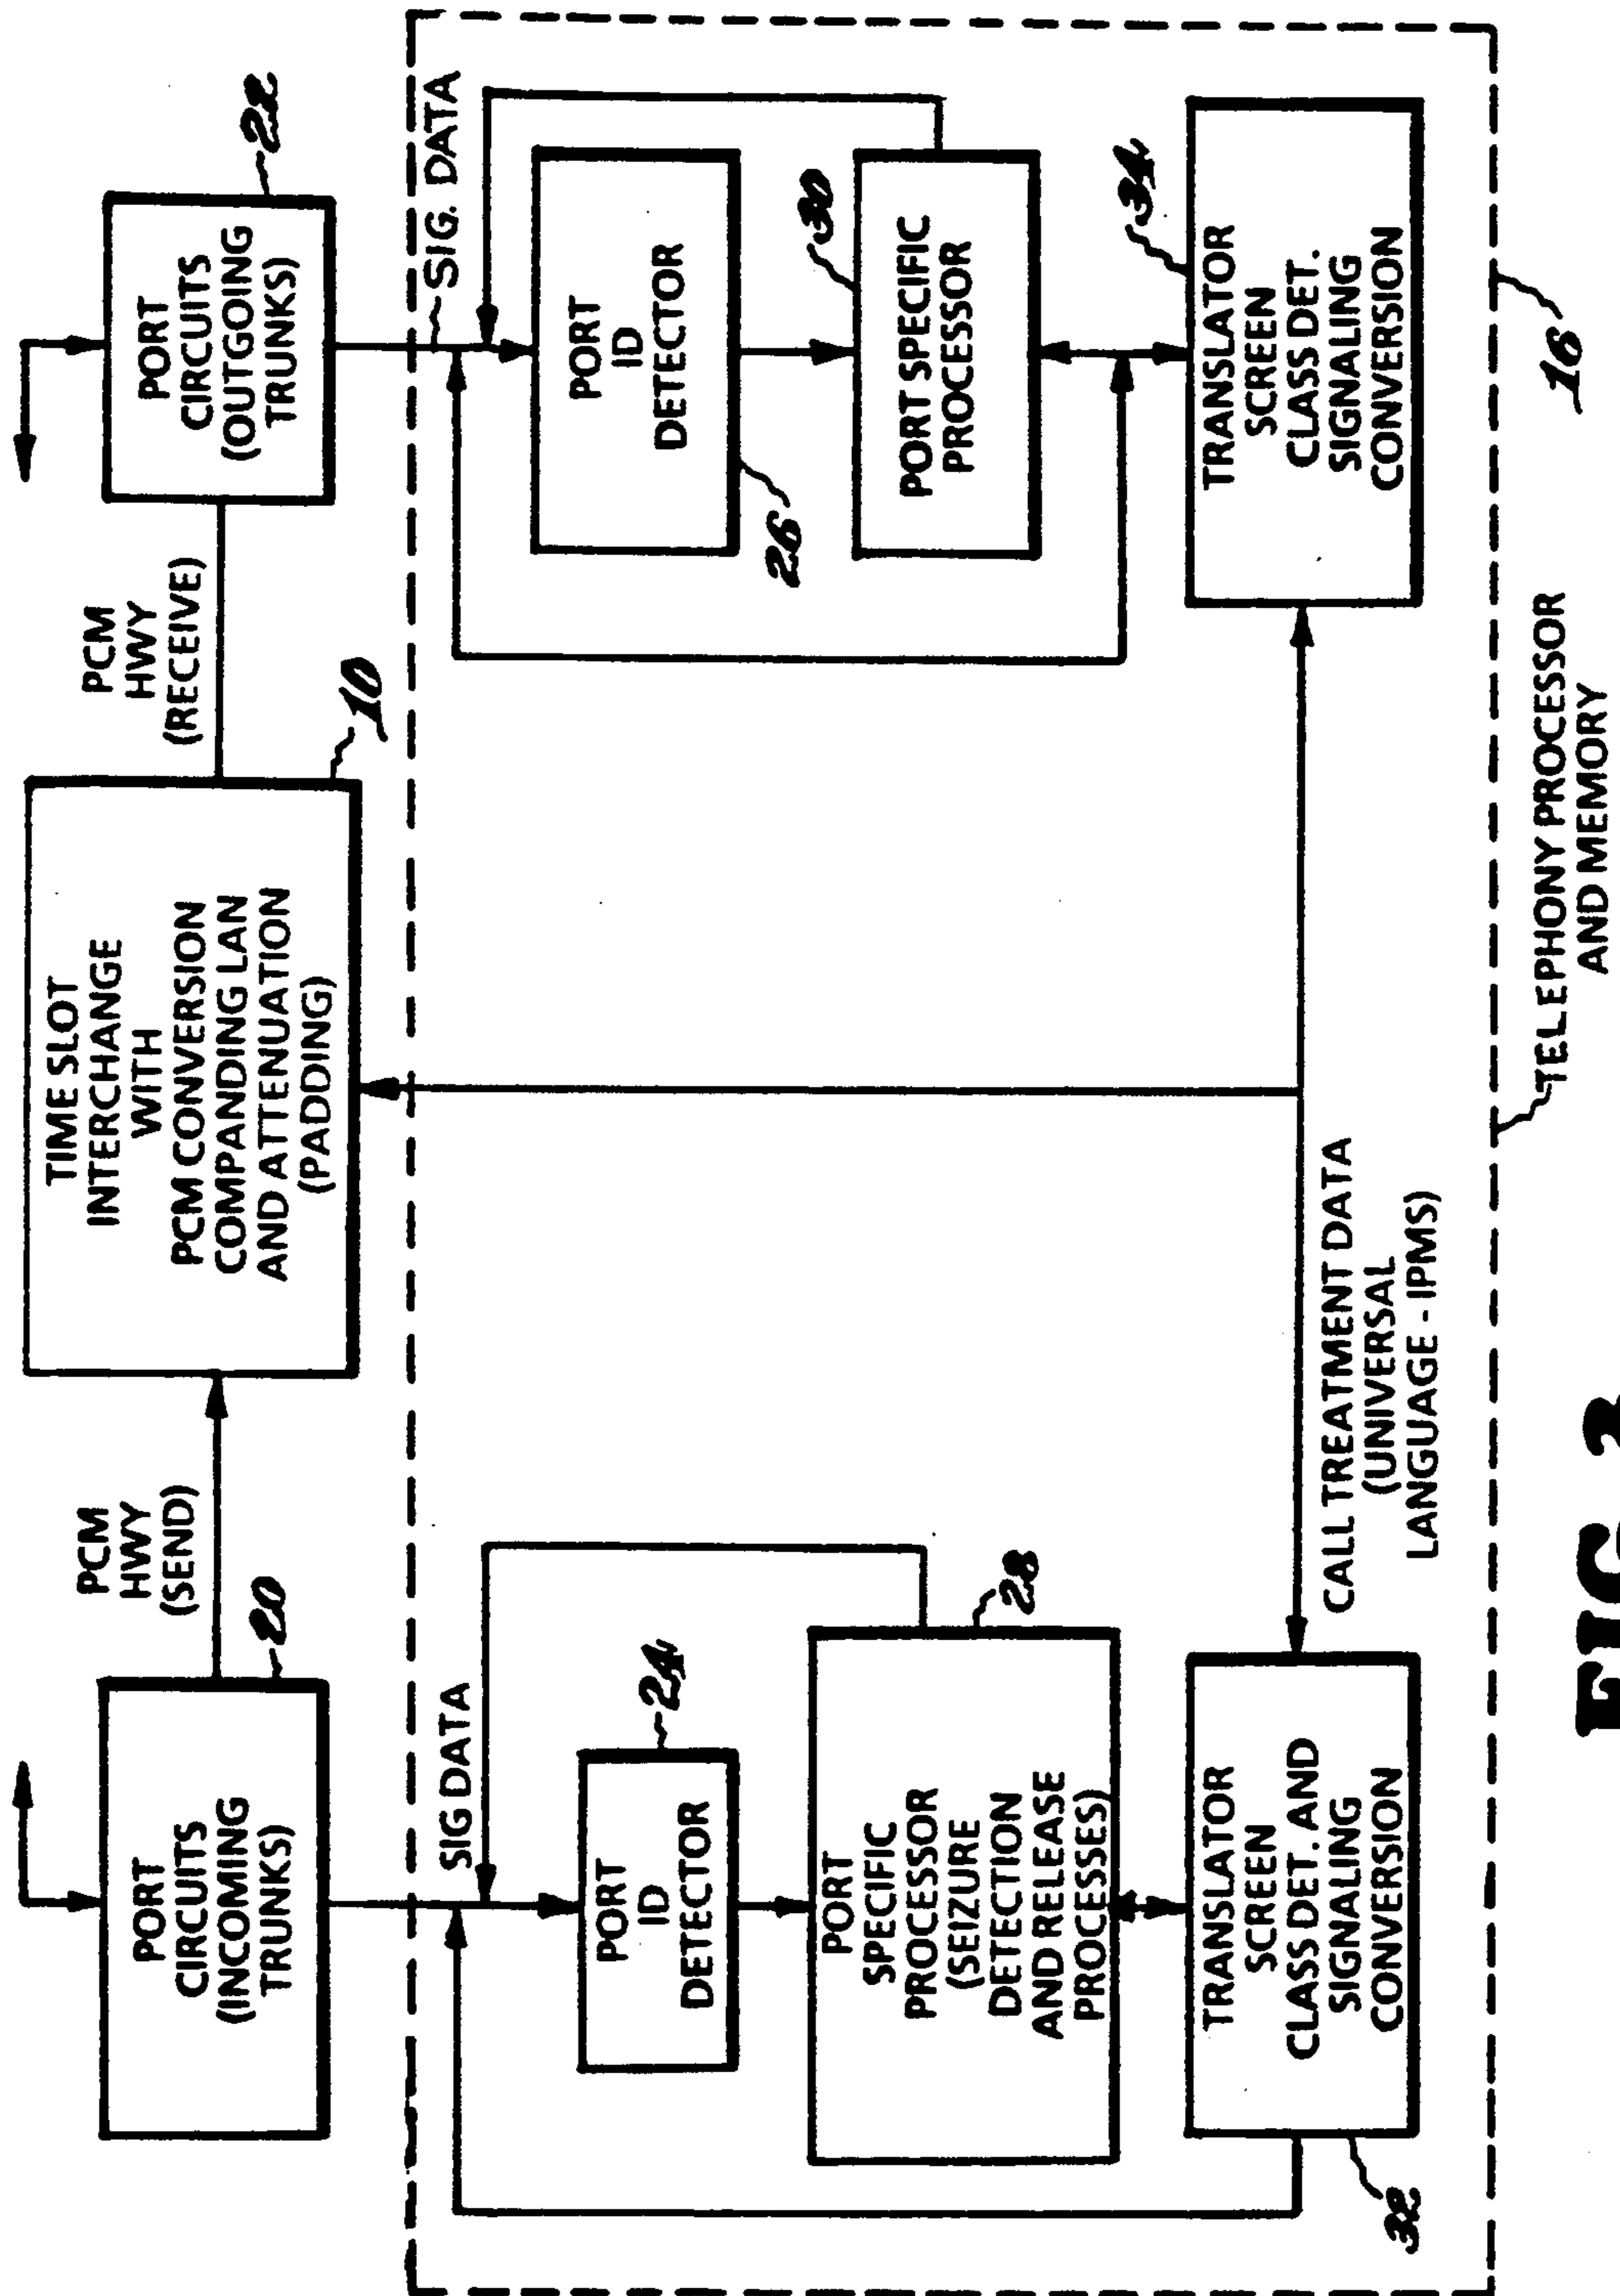 PORT
CIRCUITS
(INCOMING
TRUNKS)
20
PCM
HWY
(SEND)
TIME SLOT
INTERCHANGE
WITH
PCM CONVERSION
COMPANDING LAN
AND ATTENUATION
(PADDING)
10
PCM
HWY
(RECEIVE)
PORT
CIRCUITS
(OUTGOING
TRUNKS)
22
SIG DATA
PORT
ID
DETECTOR
24
PORT
SPECIFIC
PROCESSOR
(SEIZURE
DETECTION
AND RELEASE
PROCESSES)
28
TRANSLATOR
SCREEN
CLASS DET. AND
SIGNALING
CONVERSION
32
CALL TREATMENT DATA
(UNIVERSAL
LANGUAGE - IPMS)
SIG. DATA
PORT
ID
DETECTOR
26
PORT SPECIFIC
PROCESSOR
30
TRANSLATOR
SCREEN
CLASS DET.
SIGNALING
CONVERSION
34
TELEPHONY PROCESSOR
AND MEMORY
16